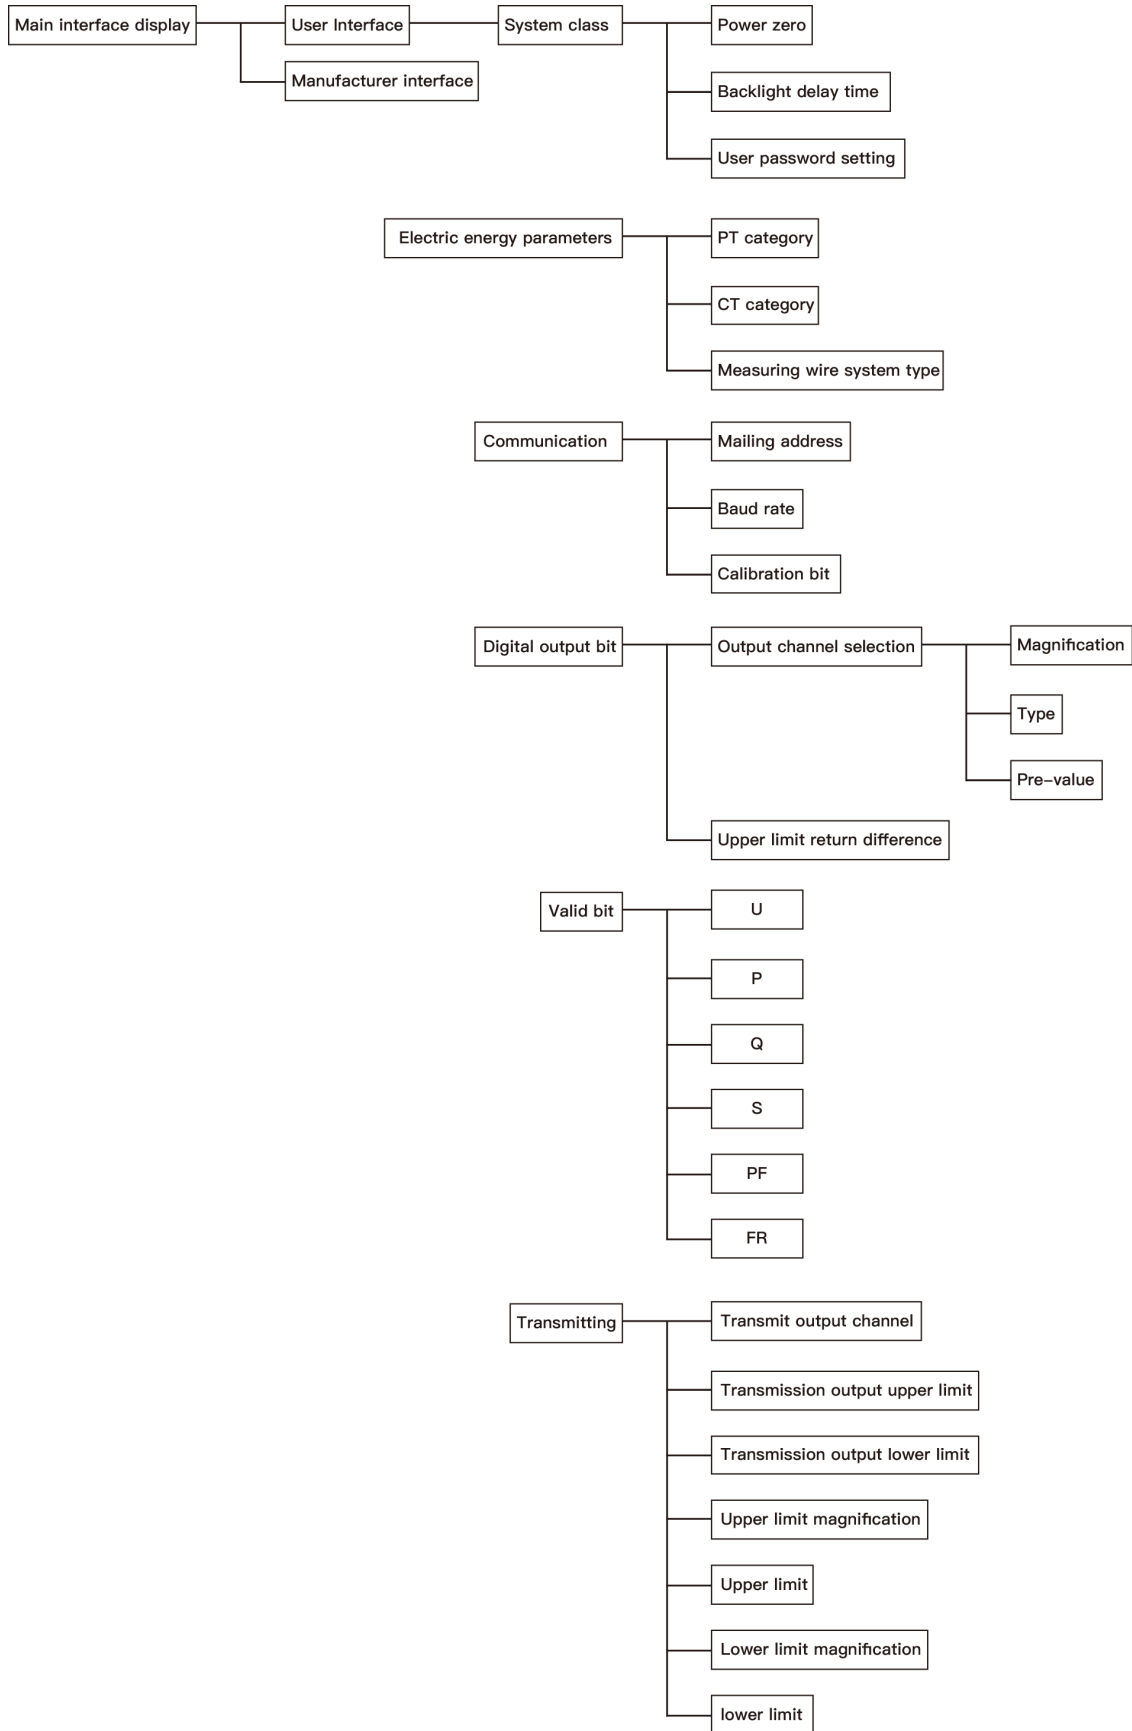 Main interface display
User Interface
System class
Power zero
Manufacturer interface
Backlight delay time
User password setting
Electric energy parameters
PT category
CT category
Measuring wire system type
Communication
Mailing address
Baud rate
Calibration bit
Digital output bit
Output channel selection
Magnification
Type
Pre-value
Upper limit return difference
Valid bit
U
P
Q
S
PF
FR
Transmitting
Transmit output channel
Transmission output upper limit
Transmission output lower limit
Upper limit magnification
Upper limit
Lower limit magnification
lower limit